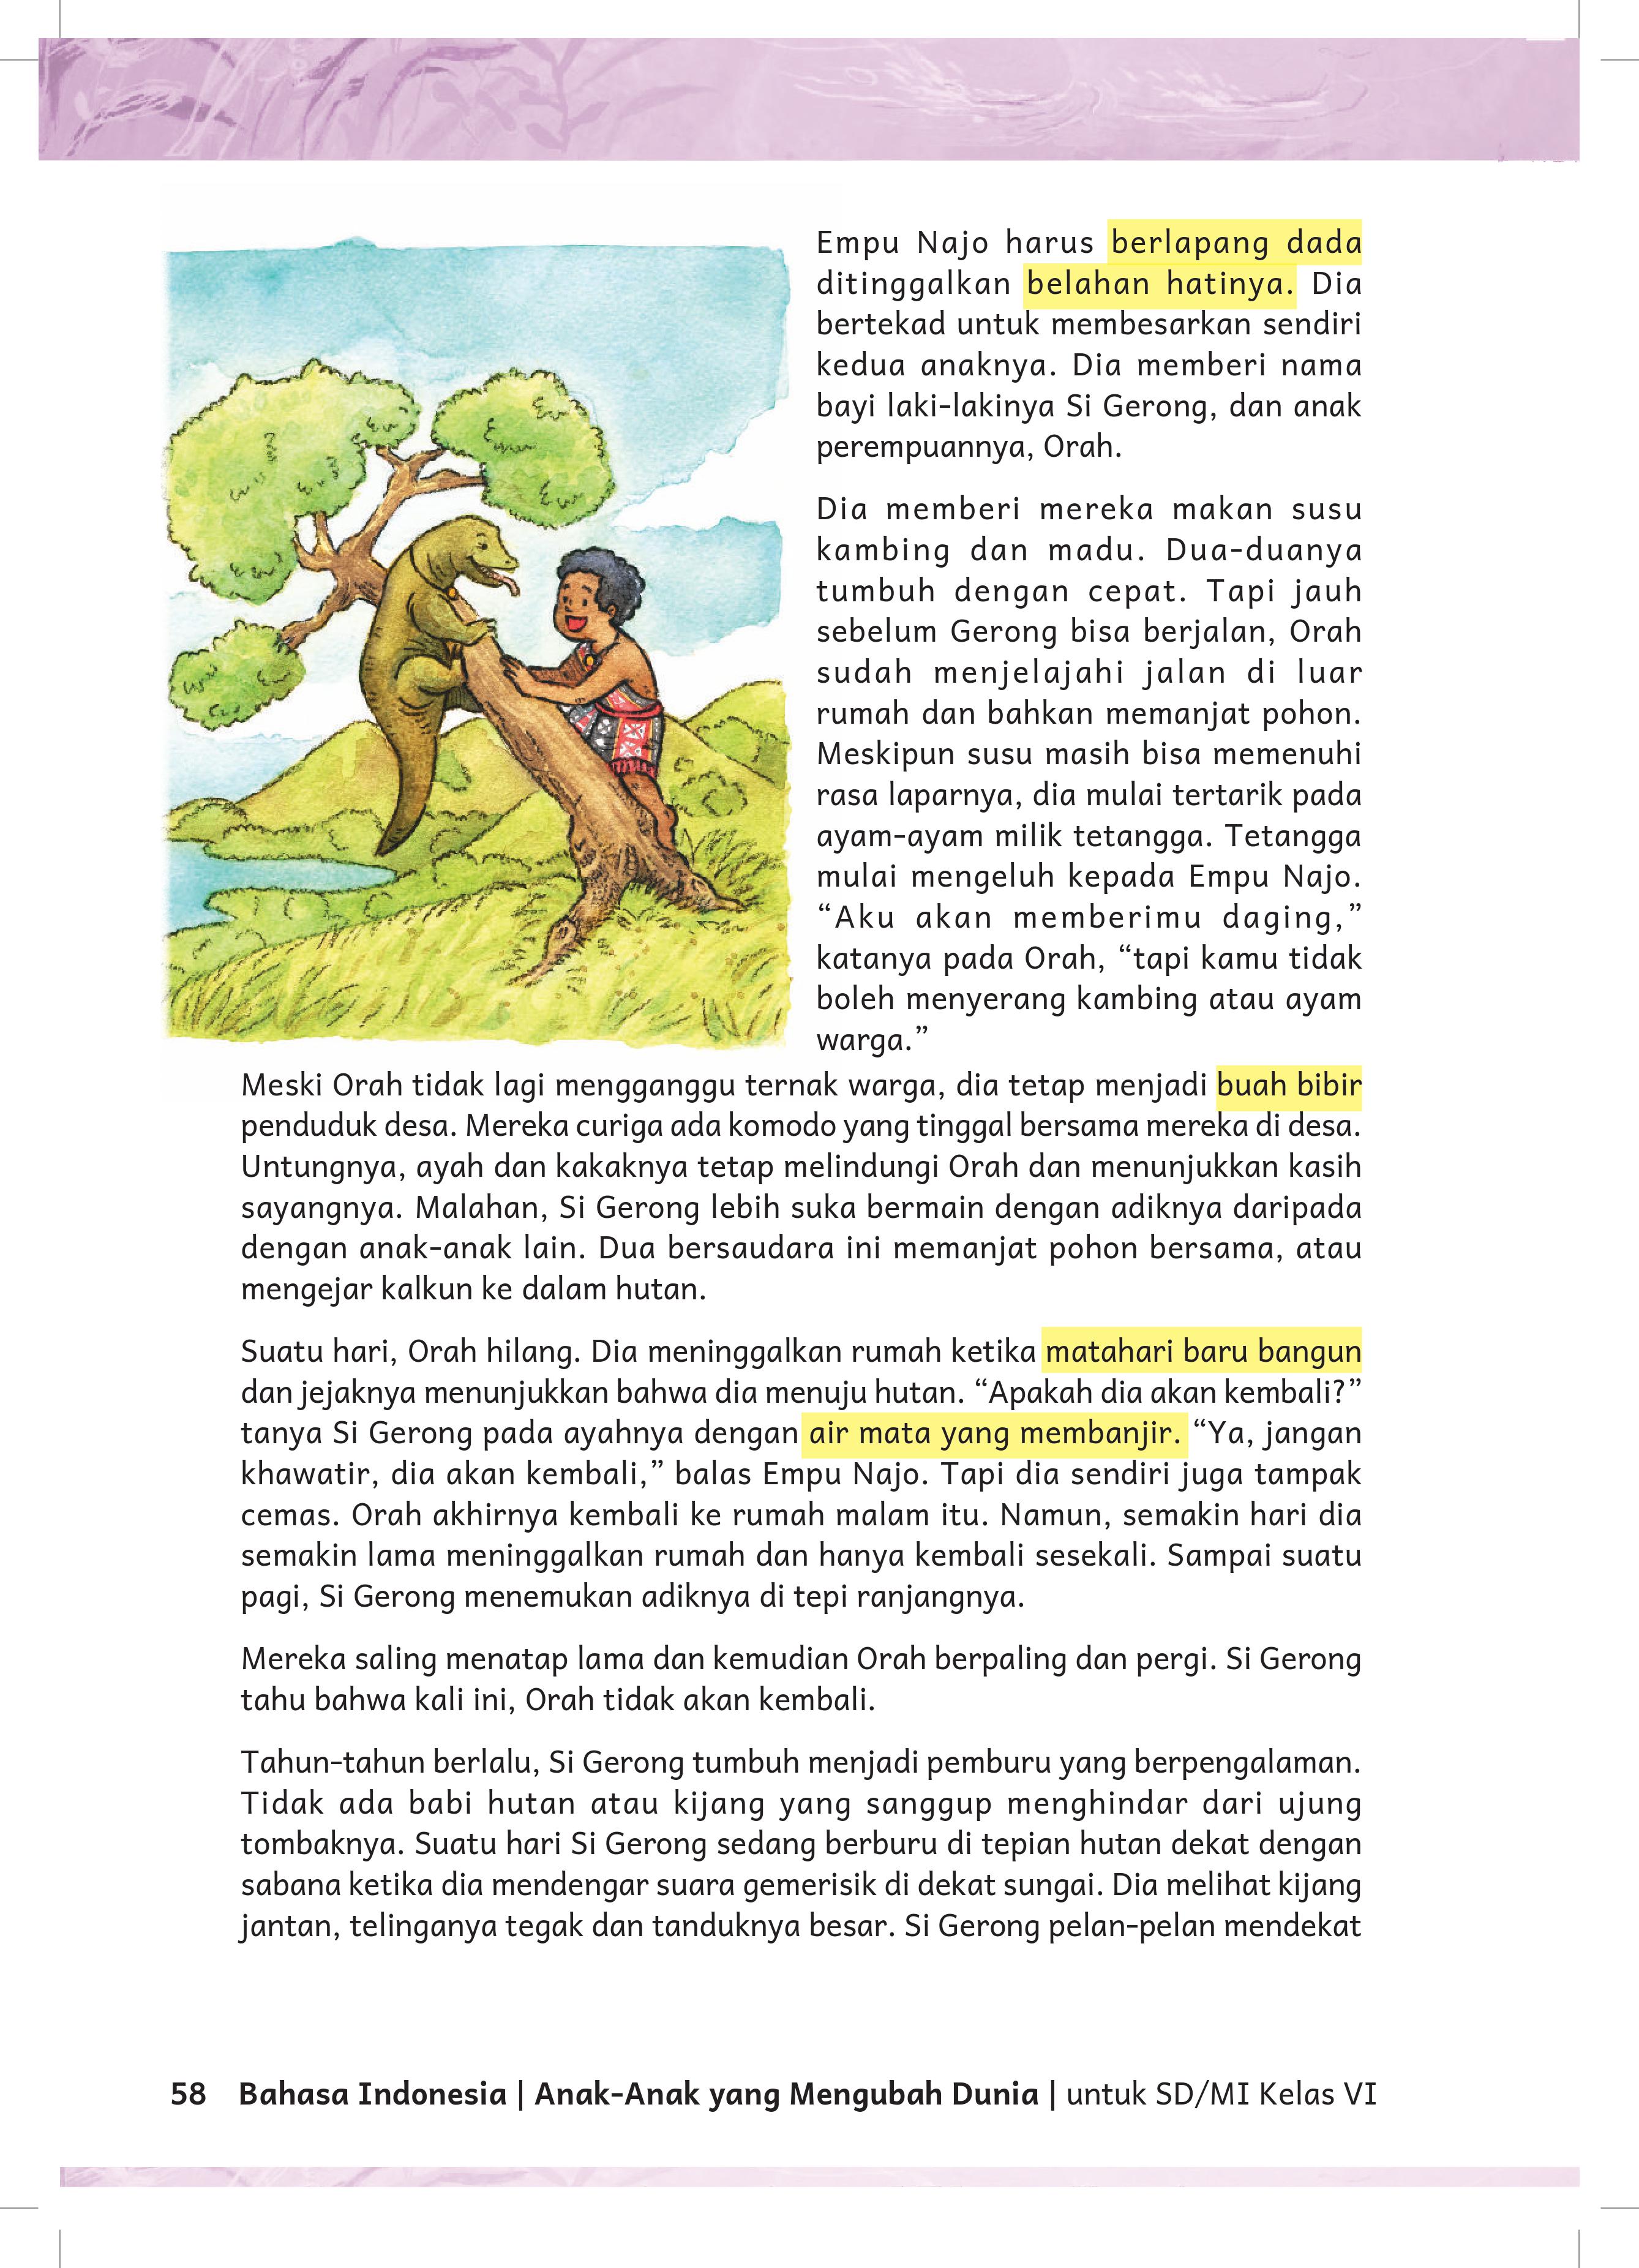 Empu Najo harus berlapang dada
ditinggalkan belahan hatinya. Dia
bertekad untuk membesarkan sendiri
kedua anaknya. Dia memberi nama
bayi laki-lakinya Si Gerong, dan anak
perempuannya, Orah.
Dia memberi mereka makan susu
kambing dan madu. Dua-duanya
tumbuh dengan cepat. Tapi jauh
sebelum Gerong bisa berjalan, Orah
sudah menjelajahi jalan di luar
rumah dan bahkan memanjat pohon.
Meskipun susu masih bisa memenuhi
rasa laparnya, dia mulai tertarik pada
ayam-ayam milik tetangga. Tetangga
mulai mengeluh kepada Empu Najo.
“Aku akan memberimu daging,”
katanya pada Orah, “tapi kamu tidak
boleh menyerang kambing atau ayam
warga.”
Meski Orah tidak lagi mengganggu ternak warga, dia tetap menjadi buah bibir
penduduk desa. Mereka curiga ada komodo yang tinggal bersama mereka di desa.
Untungnya, ayah dan kakaknya tetap melindungi Orah dan menunjukkan kasih
sayangnya. Malahan, Si Gerong lebih suka bermain dengan adiknya daripada
dengan anak-anak lain. Dua bersaudara ini memanjat pohon bersama, atau
mengejar kalkun ke dalam hutan.
Suatu hari, Orah hilang. Dia meninggalkan rumah ketika matahari baru bangun
dan jejaknya menunjukkan bahwa dia menuju hutan. “Apakah dia akan kembali?”
tanya Si Gerong pada ayahnya dengan air mata yang membanjir. “Ya, jangan
khawatir, dia akan kembali,” balas Empu Najo. Tapi dia sendiri juga tampak
cemas. Orah akhirnya kembali ke rumah malam itu. Namun, semakin hari dia
semakin lama meninggalkan rumah dan hanya kembali sesekali. Sampai suatu
pagi, Si Gerong menemukan adiknya di tepi ranjangnya.
Mereka saling menatap lama dan kemudian Orah berpaling dan pergi. Si Gerong
tahu bahwa kali ini, Orah tidak akan kembali.
Tahun-tahun berlalu, Si Gerong tumbuh menjadi pemburu yang berpengalaman.
Tidak ada babi hutan atau kijang yang sanggup menghindar dari ujung
tombaknya. Suatu hari Si Gerong sedang berburu di tepian hutan dekat dengan
sabana ketika dia mendengar suara gemerisik di dekat sungai. Dia melihat kijang
jantan, telinganya tegak dan tanduknya besar. Si Gerong pelan-pelan mendekat
58 Bahasa Indonesia | Anak-Anak yang Mengubah Dunia | untuk SD/MI Kelas VI